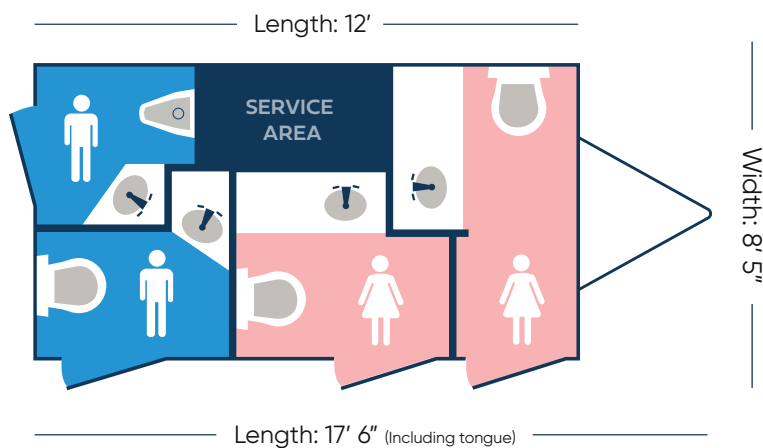 Length: 12′
SERVICE
AREA
Width: 8′ 5″
Length: 17′ 6″ (Including tongue)